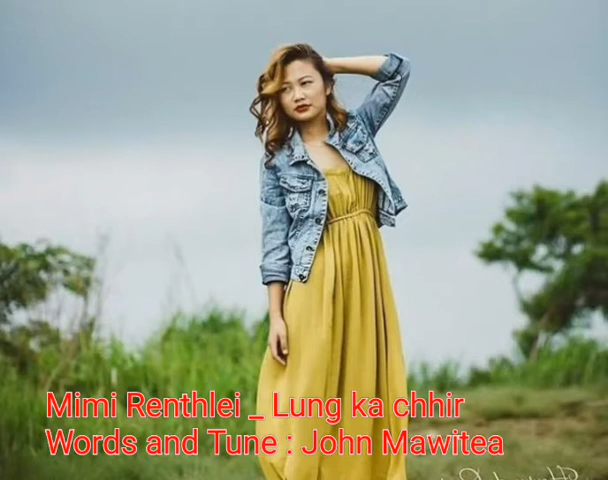 Mimi Renthlei _ Lung ka chhir
Words and Tune : John Mawitea